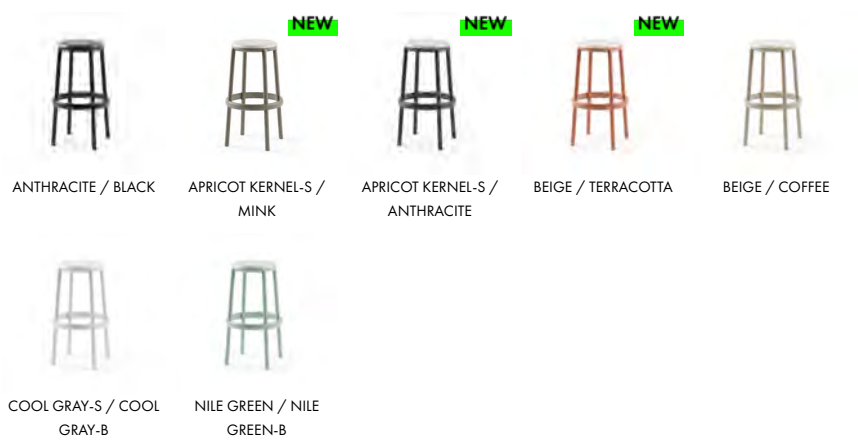 NEW
NEW
NEW
ANTHRACITE / BLACK
APRICOT KERNEL-S /
MINK
APRICOT KERNEL-S /
ANTHRACITE
BEIGE / TERRACOTTA
BEIGE / COFFEE
COOL GRAY-S / COOL
GRAY-B
NILE GREEN / NILE
GREEN-B